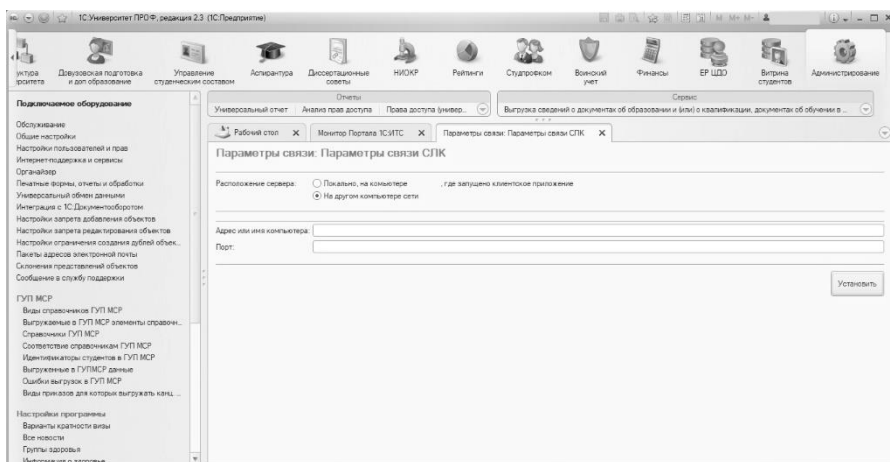 1С:Университет ПРОФ, редакция 2.3 (1С:Предприятие)
M M+ M-
уктура
рситета
Довузовская подготовка
и доп образование
Управление
студенческим составом
Аспирантура
Диссертационные
советы
НИОКР
Рейтинги
Студпрофком
Воинский
учет
Финансы
ЕР ЦДО
Витрина
студентов
Администрирование
Отчеты
Универсальный отчет Анализ прав доступа Права доступа (универ...
Сервис
Выгрузка сведений о документах об образовании и (или) о квалификации, документах об обучении в ...
Рабочий стол
Монитор Портала 1С:ИТС
Параметры связи: Параметры связи СЛК
Подключаемое оборудование
Обслуживание
Общие настройки
Настройки пользователей и прав
Интернет-поддержка и сервисы
Органайзер
Печатные формы, отчеты и обработки
Универсальный обмен данными
Интеграция с 1С:Документооборотом
Настройки запрета добавления объектов
Настройки запрета редактирования объектов
Настройки ограничения создания дублей объек...
Пакеты адресов электронной почты
Склонения представлений объектов
Сообщение в службу поддержки
ГУП МСР
Виды справочников ГУП МСР
Выгружаемые в ГУП МСР элементы справочн...
Справочники ГУП МСР
Соответствие справочникам ГУП МСР
Идентификаторы студентов в ГУП МСР
Выгруженные в ГУПМСР данные
Ошибки выгрузок в ГУП МСР
Виды приказов для которых выгружать канц. ...
Настройки программы
Варианты кратности визы
Все новости
Группы здоровья
Информация о здоровье
Параметры связи: Параметры связи СЛК
Расположение сервера:
Локально, на комьютере , где запущено клиентское приложение
На другом компьютере сети
Адрес или имя компьютера:
Порт:
Установить